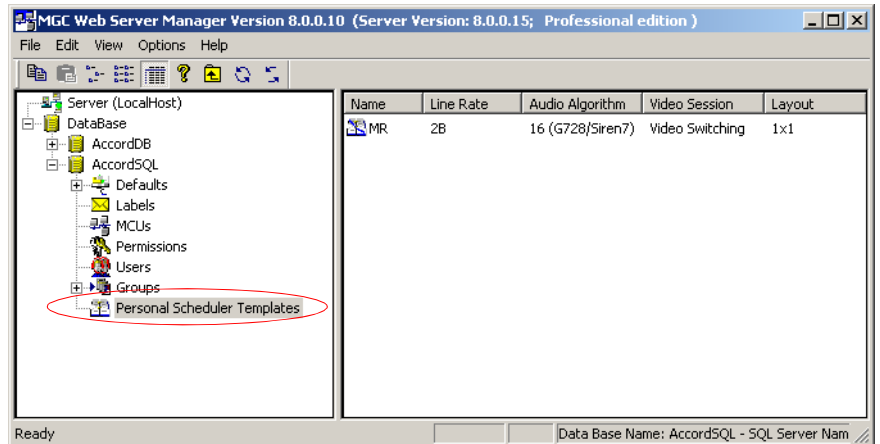 MGC Web Server Manager Version 8.0.0.10 (Server Version: 8.0.0.15; Professional edition )
File Edit View Options Help
Server (LocalHost)
DataBase
AccordDB
AccordSQL
Defaults
Labels
MCUs
Permissions
Users
Groups
Personal Scheduler Templates
Name Line Rate Audio Algorithm Video Session Layout
MR 2B 16 (G728/Siren7) Video Switching 1x1
Ready Data Base Name: AccordSQL - SQL Server Nam